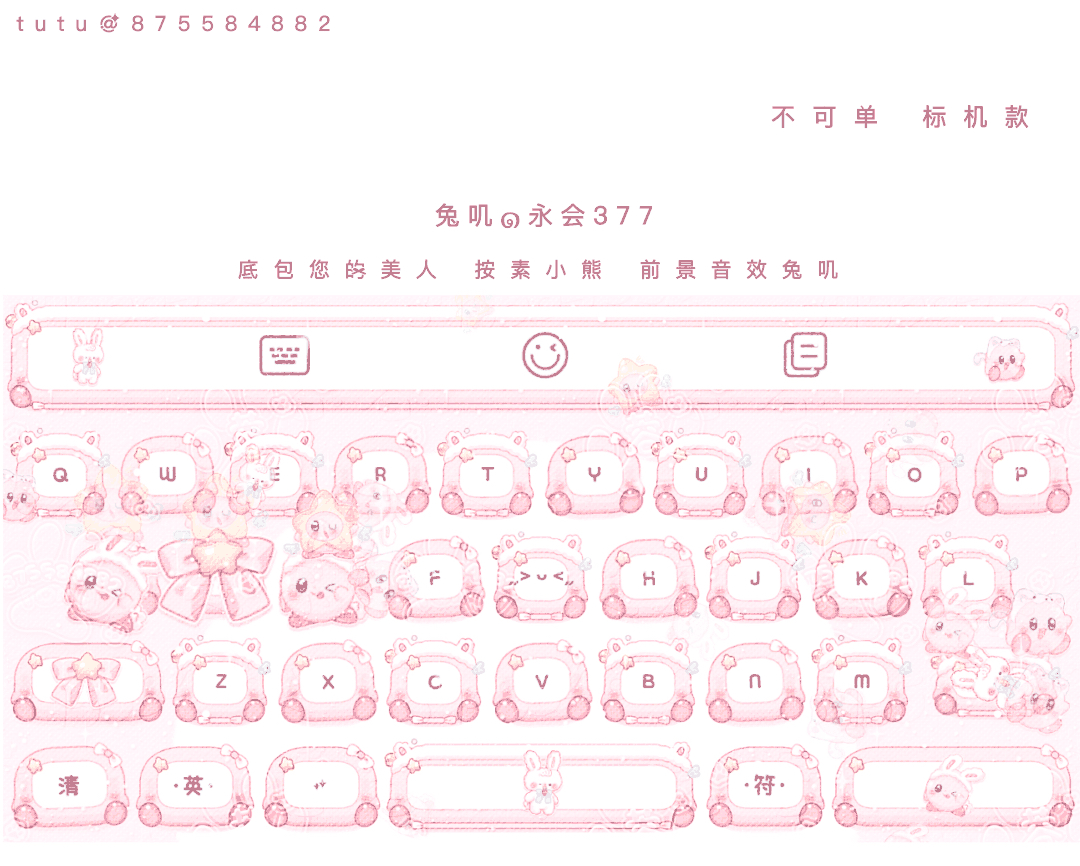 tutu@875584882
不可单 标机款
兔叽๑永会377
底包您的美人 按素小熊 前景音效兔叽
Q W E R T Y U I O P
F >ᴗ< H J K L
Z X C V B N M
清 ·英· 符·